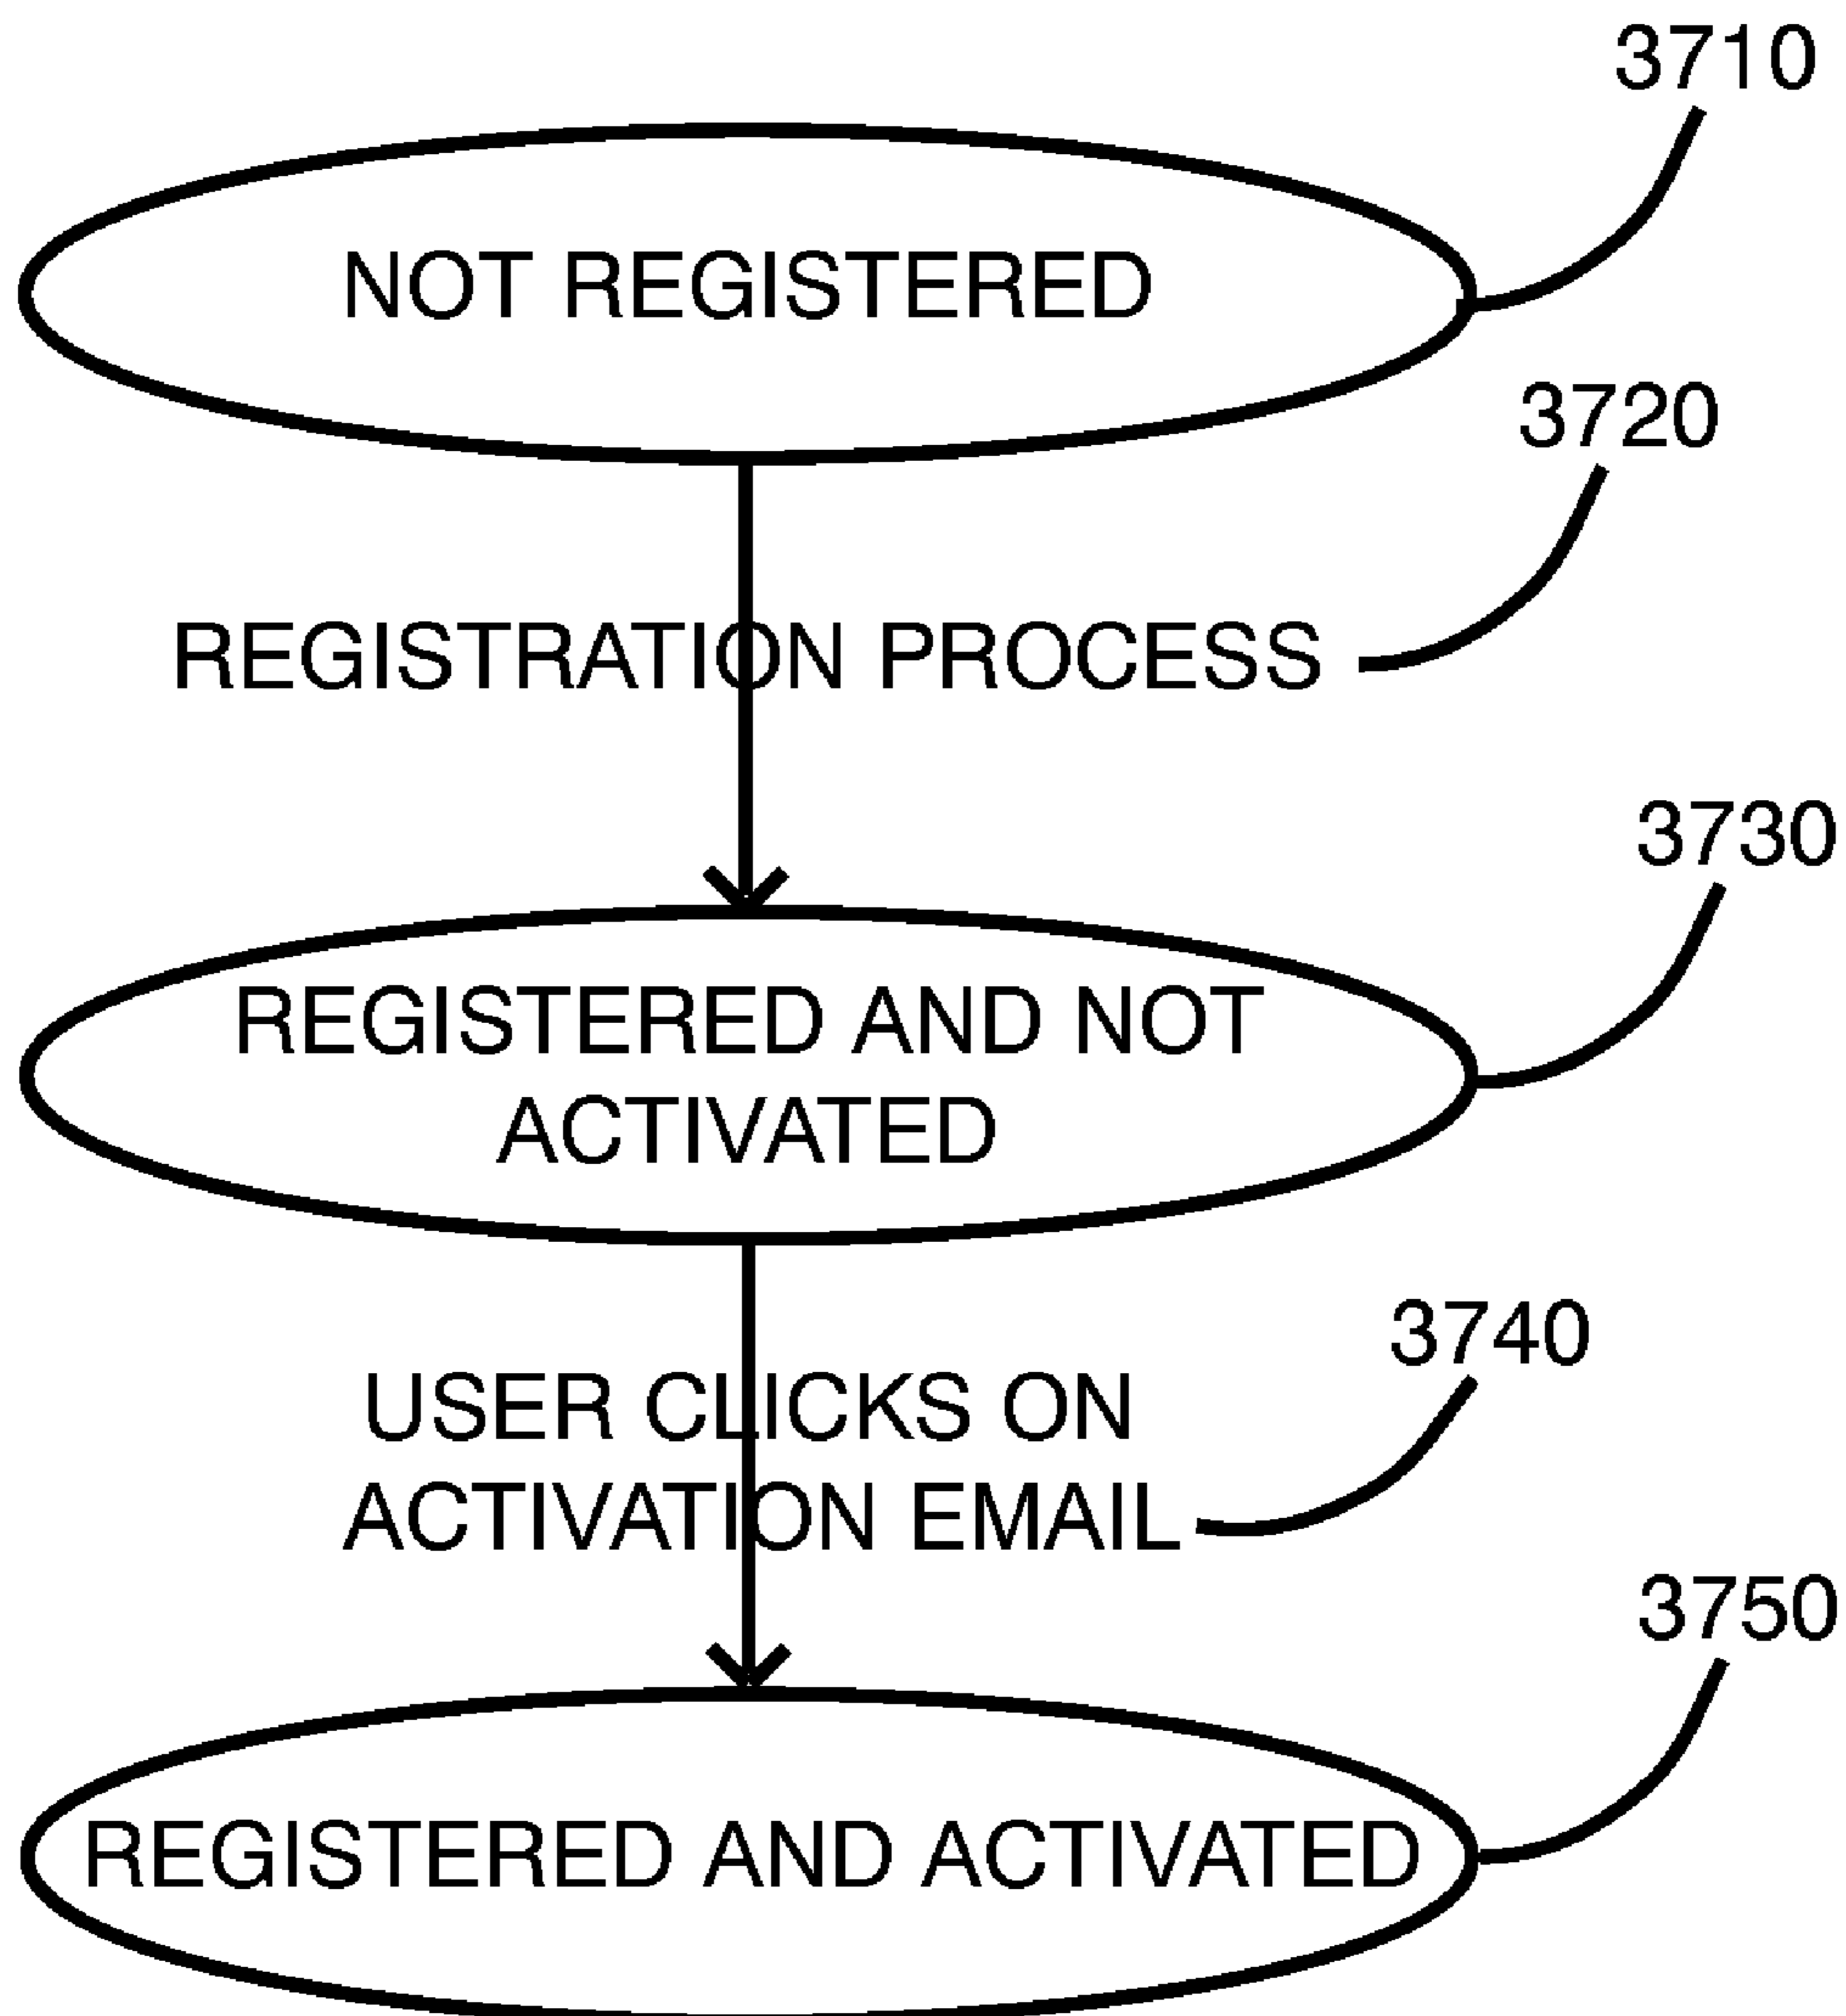 3710
NOT REGISTERED
3720
REGISTRATION PROCESS
3730
REGISTERED AND NOT
ACTIVATED
3740
USER CLICKS ON
ACTIVATION EMAIL
3750
REGISTERED AND ACTIVATED